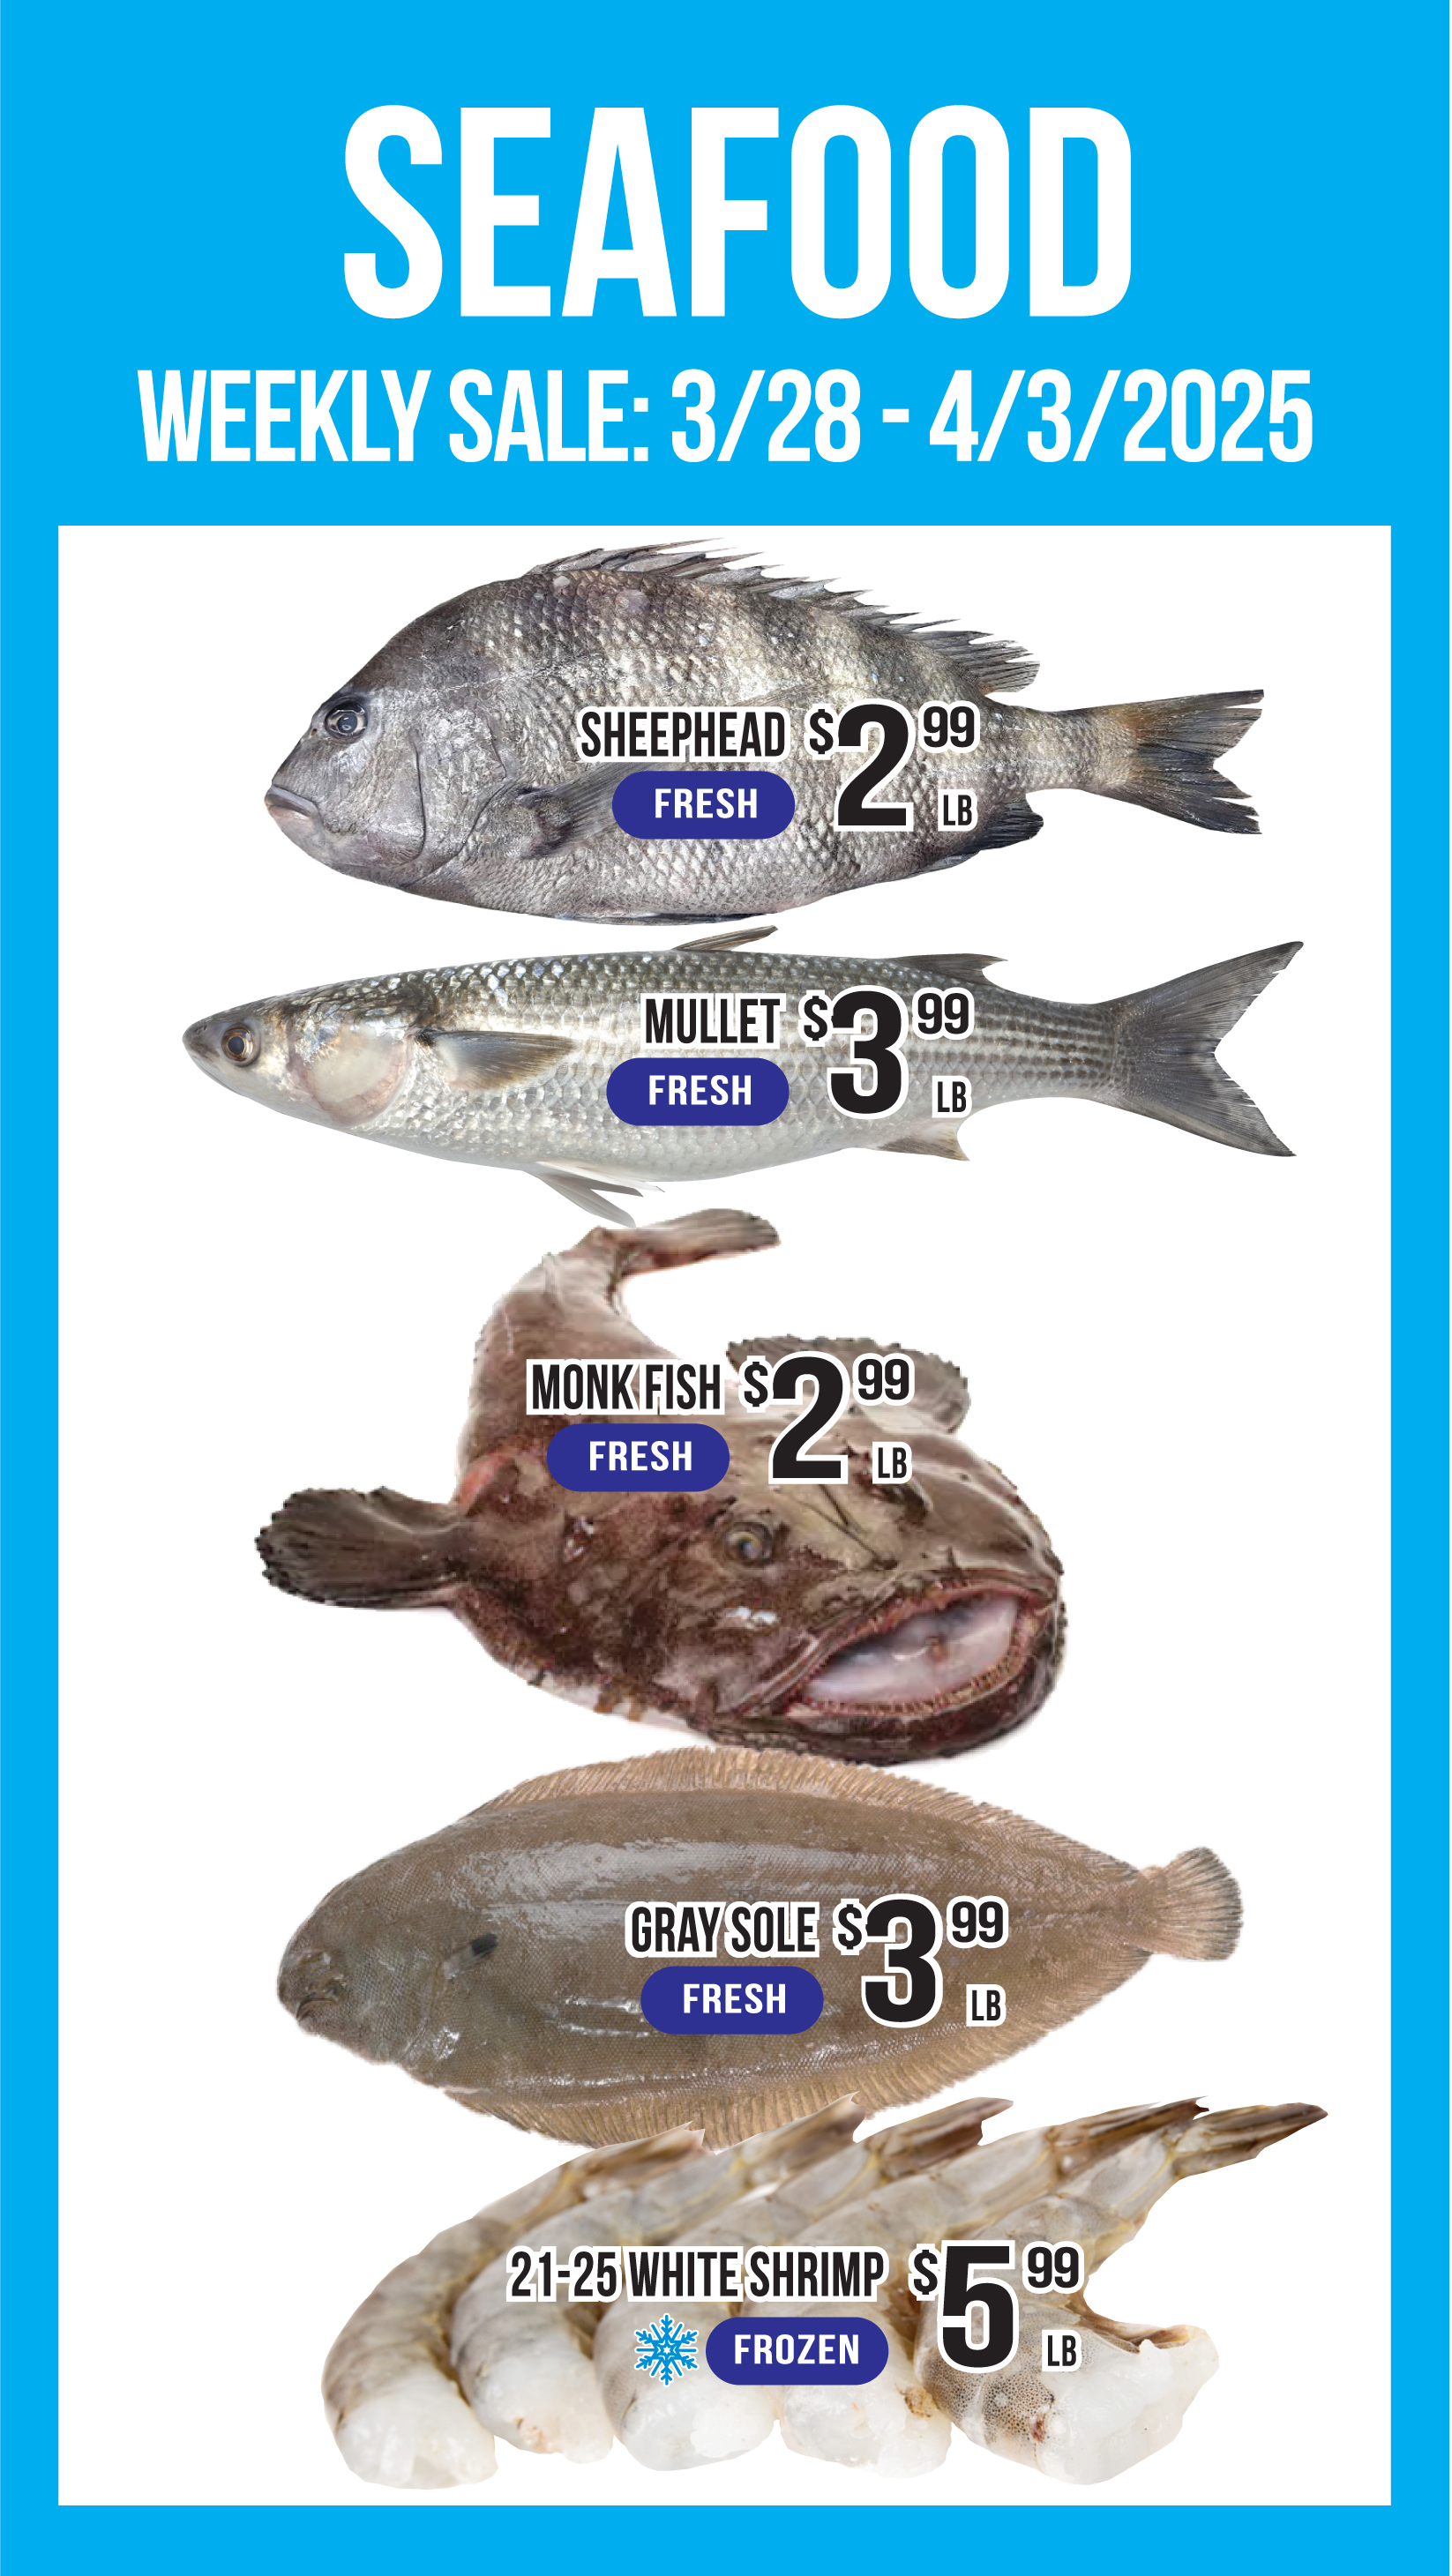 SEAFOOD
WEEKLY SALE: 3/28 - 4/3/2025
SHEEPHEAD $2 99
FRESH LB
MULLET $3 99
FRESH LB
MONK FISH $2 99
FRESH LB
GRAY SOLE $3 99
FRESH LB
21-25 WHITE SHRIMP $5 99
FROZEN LB